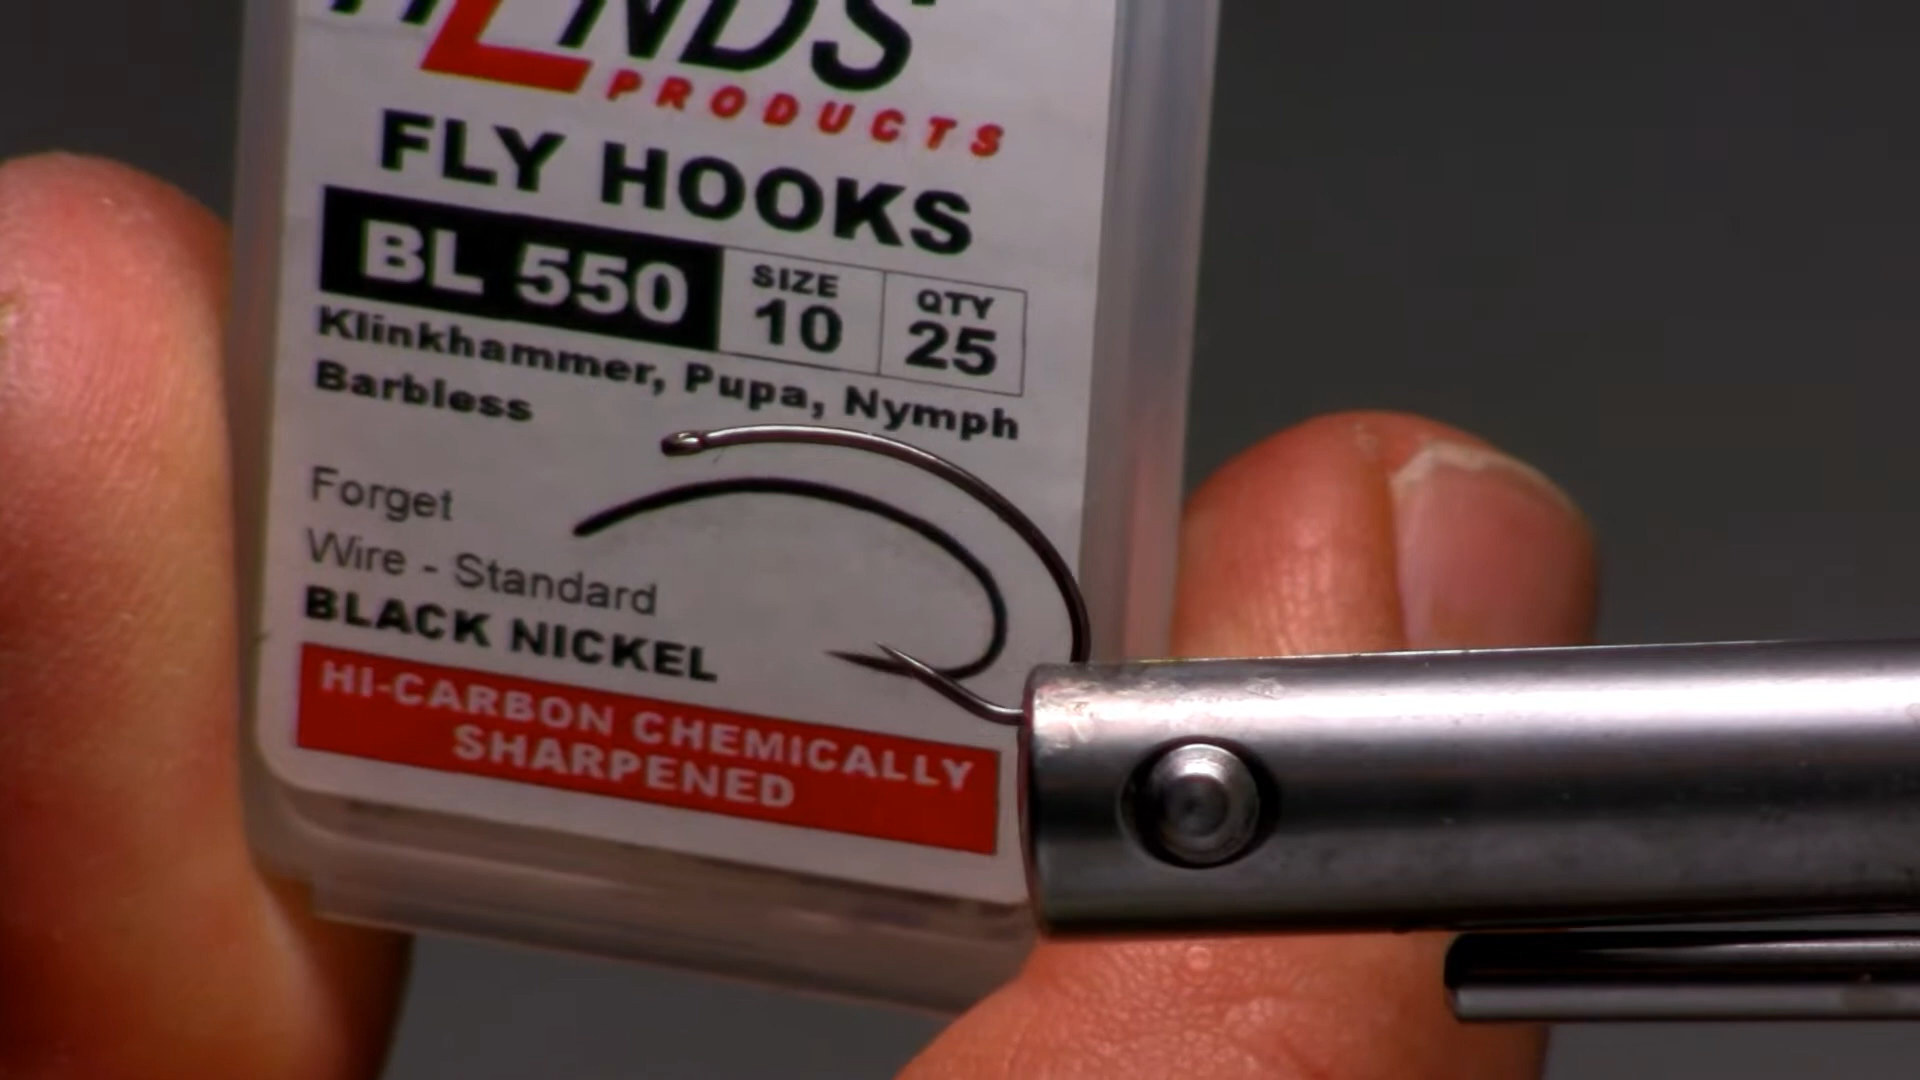 HENDS
PRODUCTS
FLY HOOKS
BL 550
SIZE
10
QTY
25
Klinkhammer, Pupa, Nymph
Barbless
Forget
Wire - Standard
BLACK NICKEL
HI-CARBON CHEMICALLY
SHARPENED